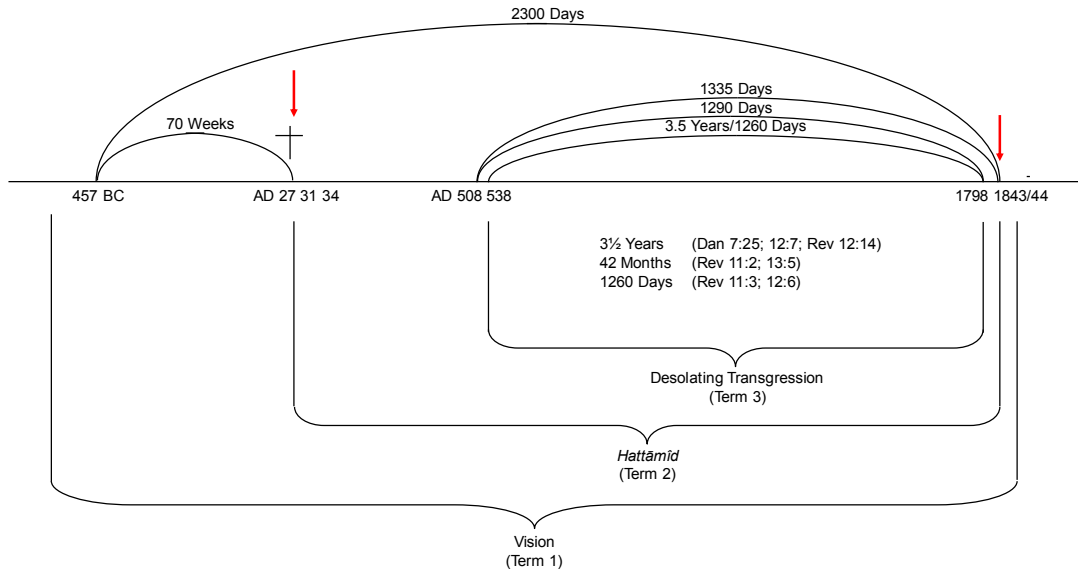 2300 Days
1335 Days
1290 Days
70 Weeks
3.5 Years/1260 Days
457 BC
AD 27 31 34
AD 508 538
1798 1843/44
3½ Years (Dan 7:25; 12:7; Rev 12:14)
42 Months (Rev 11:2; 13:5)
1260 Days (Rev 11:3; 12:6)
Desolating Transgression
(Term 3)
Hattāmîd
(Term 2)
Vision
(Term 1)